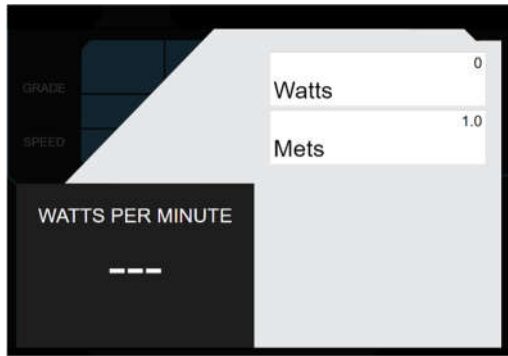 GRADE
SPEED
0
Watts
1.0
Mets
WATTS PER MINUTE
---